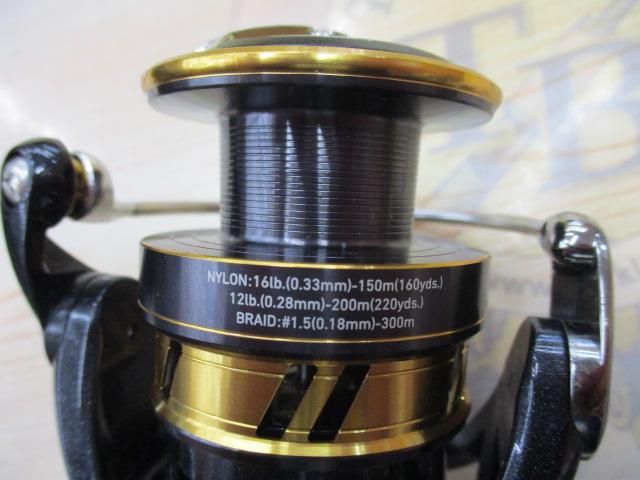 NYLON:16lb.(0.33mm)-150m(160yds.)
12lb.(0.28mm)-200m(220yds.)
BRAID:#1.5(0.18mm)-300m